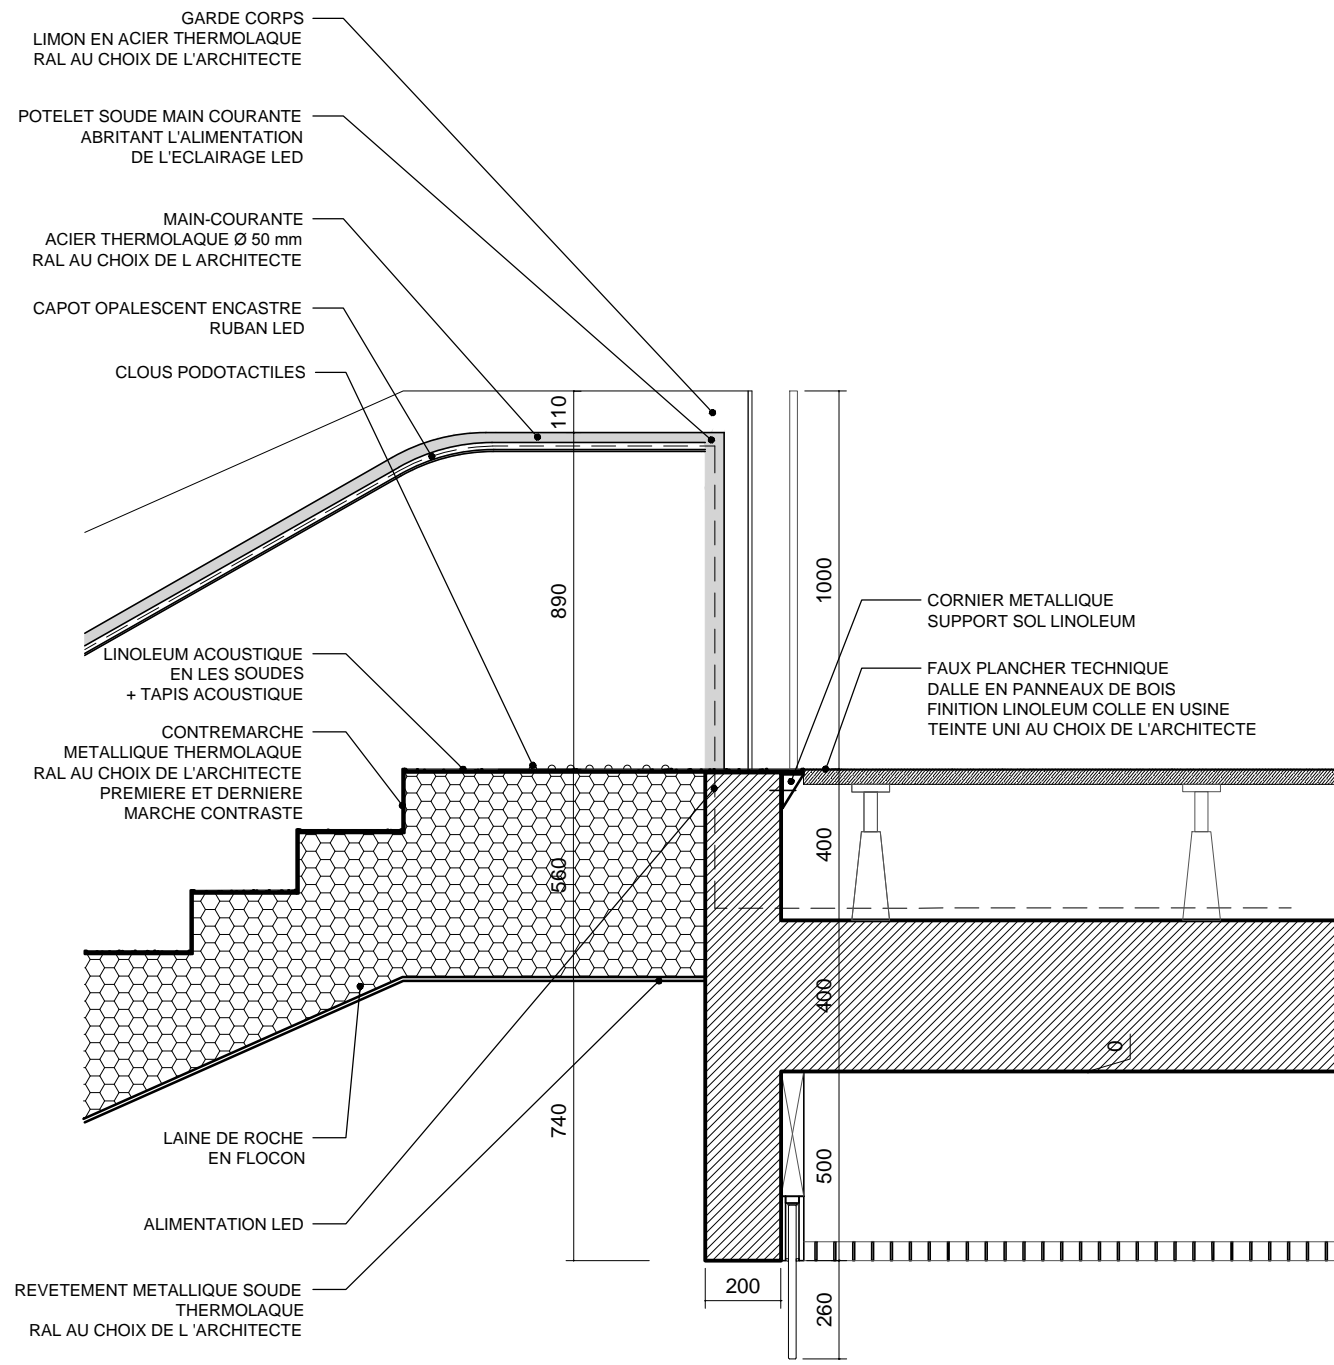 GARDE CORPS
LIMON EN ACIER THERMOLAQUE
RAL AU CHOIX DE L'ARCHITECTE
POTELET SOUDE MAIN COURANTE
ABRITANT L'ALIMENTATION
DE L'ECLAIRAGE LED
MAIN-COURANTE
ACIER THERMOLAQUE Ø 50 mm
RAL AU CHOIX DE L ARCHITECTE
CAPOT OPALESCENT ENCASTRE
RUBAN LED
CLOUS PODOTACTILES
110
890
1000
CORNIER METALLIQUE
SUPPORT SOL LINOLEUM
LINOLEUM ACOUSTIQUE
EN LES SOUDES
+ TAPIS ACOUSTIQUE
FAUX PLANCHER TECHNIQUE
DALLE EN PANNEAUX DE BOIS
FINITION LINOLEUM COLLE EN USINE
TEINTE UNI AU CHOIX DE L'ARCHITECTE
CONTREMARCHE
METALLIQUE THERMOLAQUE
RAL AU CHOIX DE L'ARCHITECTE
PREMIERE ET DERNIERE
MARCHE CONTRASTE
560
400
400
0
740
500
LAINE DE ROCHE
EN FLOCON
ALIMENTATION LED
REVETEMENT METALLIQUE SOUDE
THERMOLAQUE
RAL AU CHOIX DE L 'ARCHITECTE
200
260